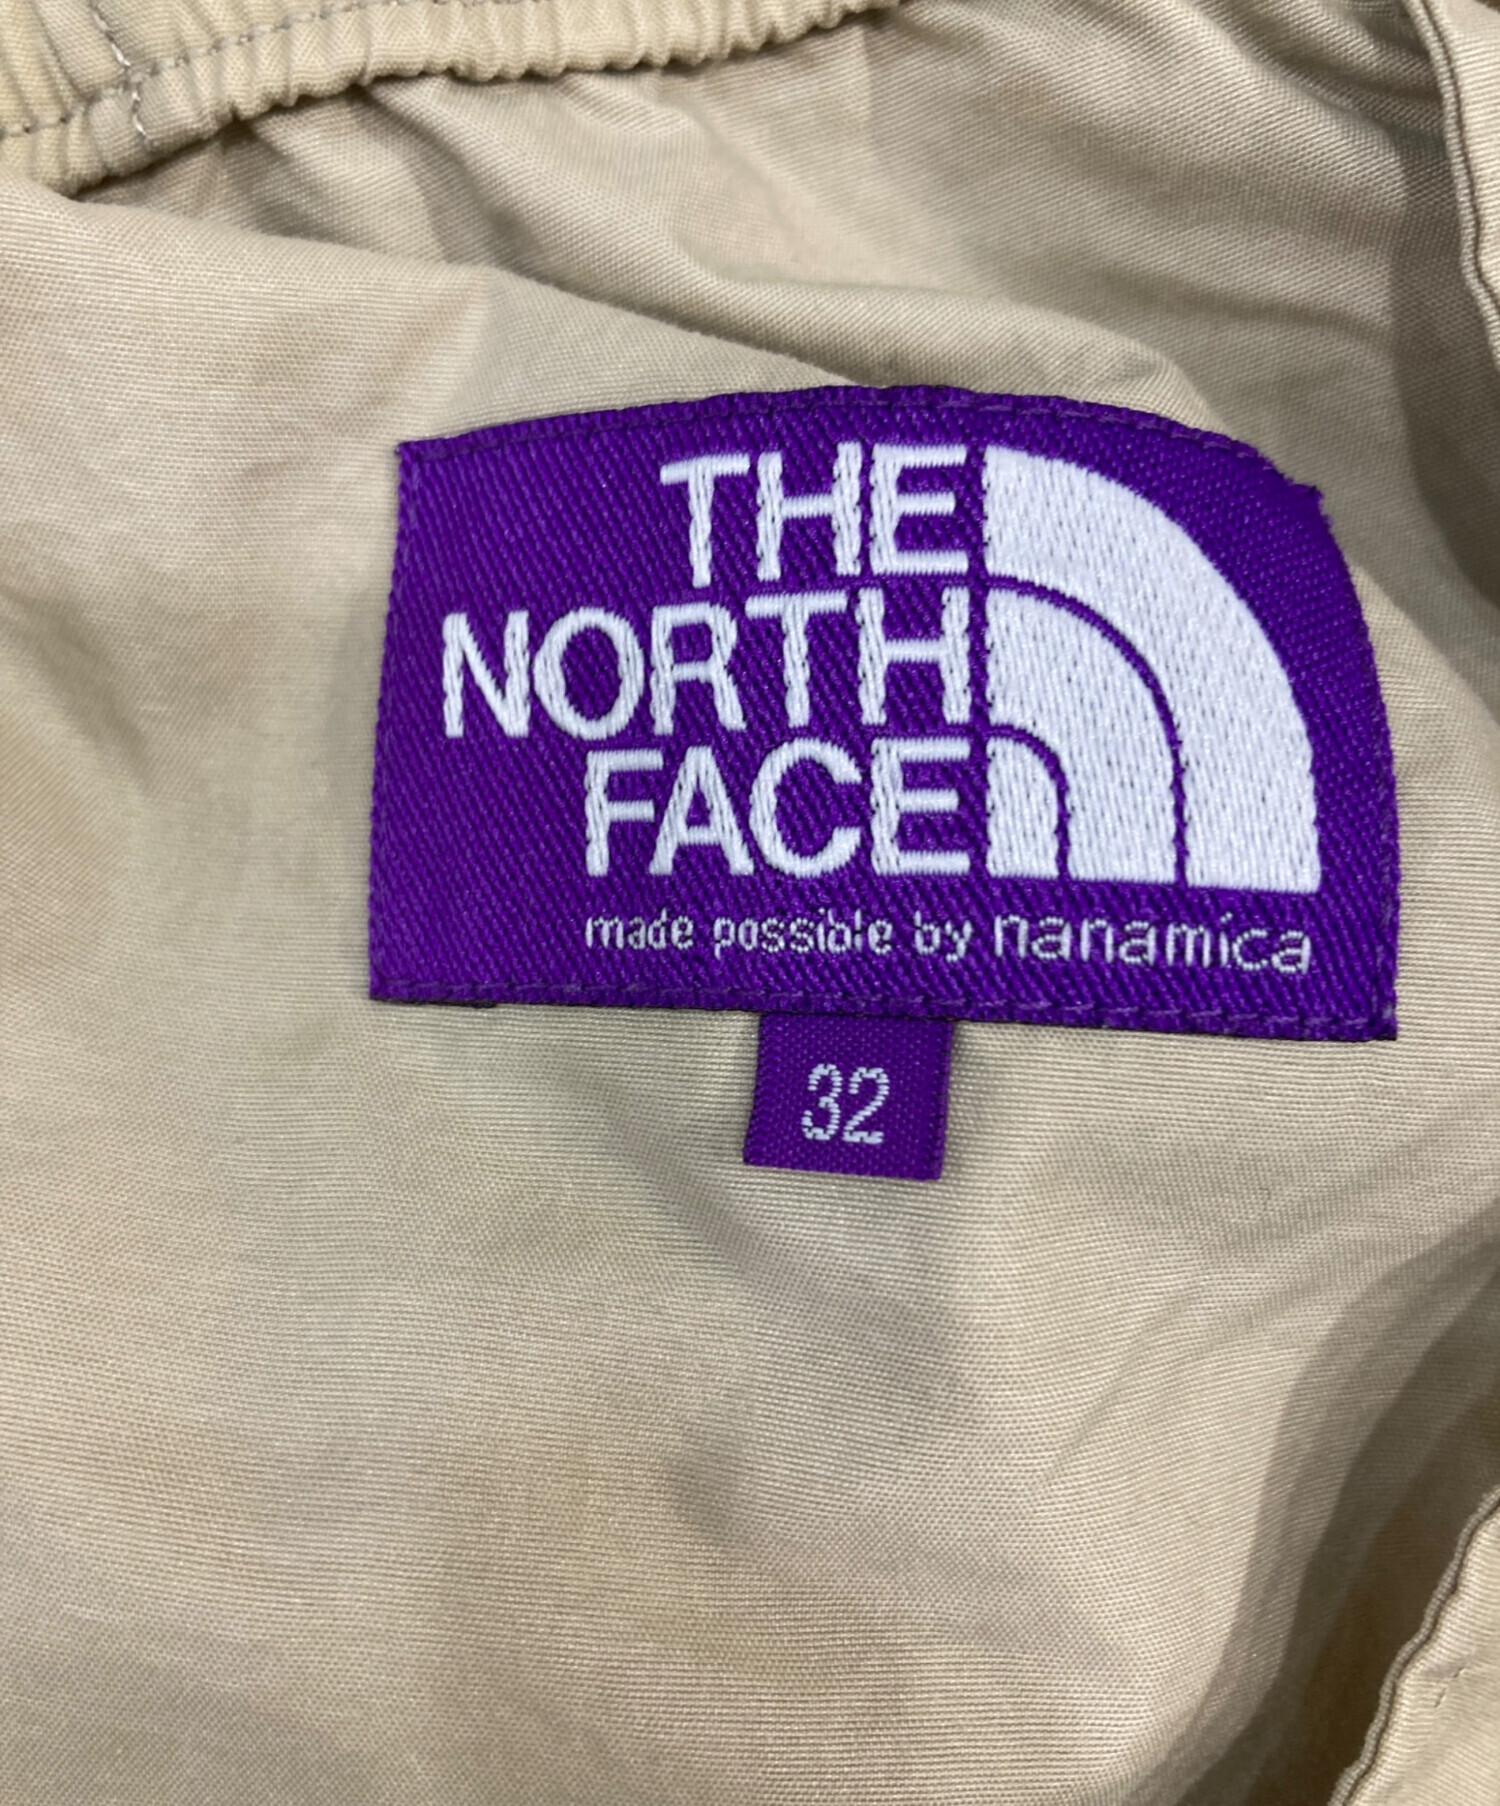 THE
NORTH
FACE
made possible by nanamica
32